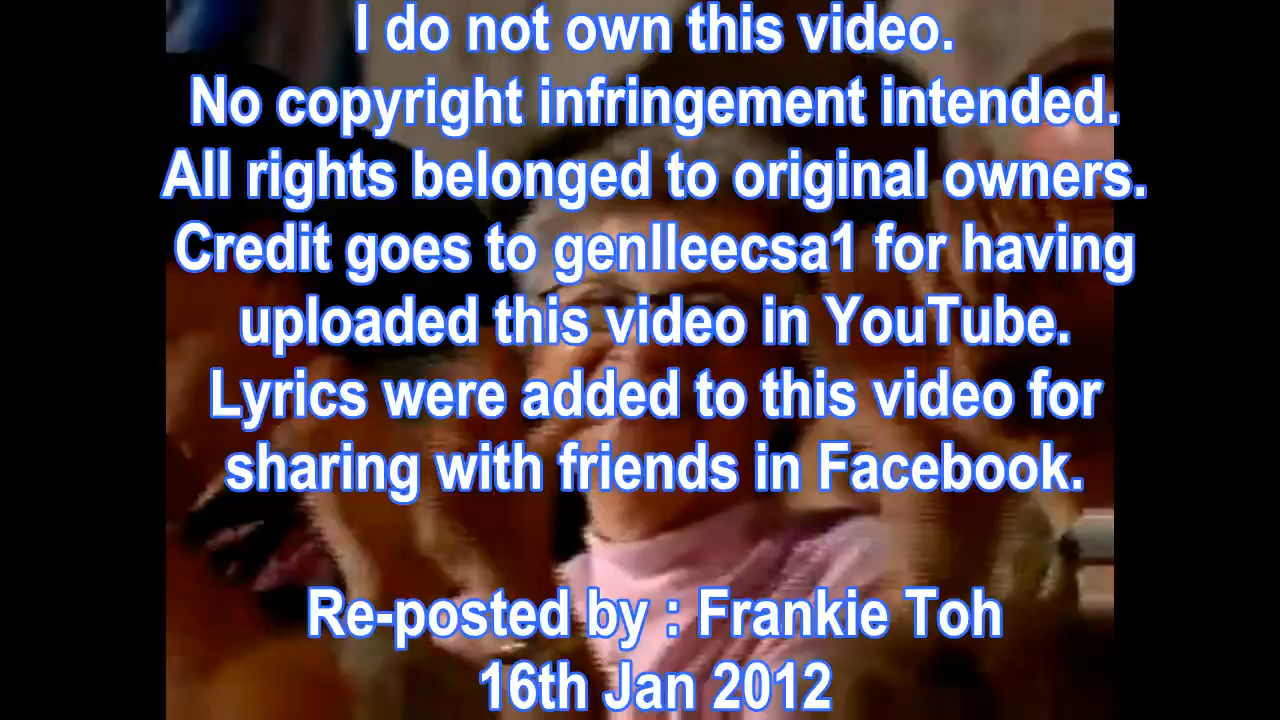 I do not own this video.
No copyright infringement intended.
All rights belonged to original owners.
Credit goes to genlleecsa1 for having
uploaded this video in YouTube.
Lyrics were added to this video for
sharing with friends in Facebook.
Re-posted by : Frankie Toh
16th Jan 2012